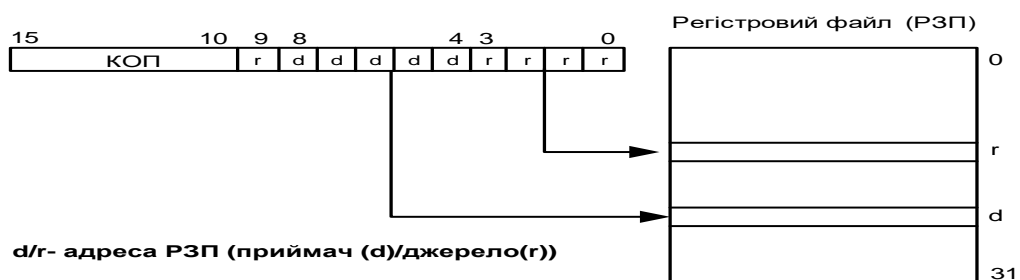 Регістровий файл (РЗП)
15 10 9 8 4 3 0
КОП r d d d d d r r r r
0
r
d
31
d/r- адреса РЗП (приймач (d)/джерело(r))